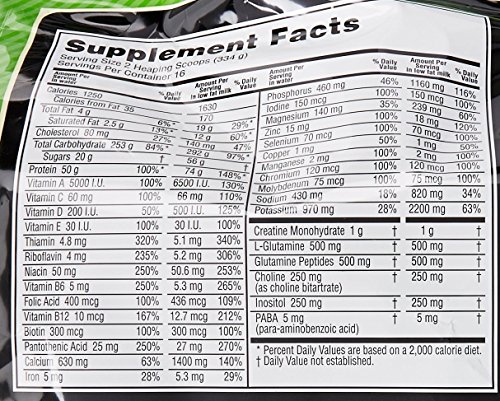 Supplement Facts
Serving Size 2 Heaping Scoops (334 g)
Servings Per Container 16
Amount Per Serving in water % Daily Value Amount Per Serving in low fat milk % Daily Value
Calories 1250 1630
Calories from Fat 35 170
Total Fat 4 g 6%* 19 g 29%*
Saturated Fat 2.5 g 13%* 12 g 60%*
Cholesterol 80 mg 27% 140 mg 47%
Total Carbohydrate 253 g 84%* 292 g 97%*
Sugars 20 g † 56 g †
Protein 50 g 100%* 74 g 148%*
Vitamin A 5000 I.U. 100% 6500 I.U. 130%
Vitamin C 60 mg 100% 66 mg 110%
Vitamin D 200 I.U. 50% 500 I.U. 125%
Vitamin E 30 I.U. 100% 30 I.U. 100%
Thiamin 4.8 mg 320% 5.1 mg 340%
Riboflavin 4 mg 235% 5.2 mg 306%
Niacin 50 mg 250% 50.6 mg 253%
Vitamin B6 5 mg 250% 5.3 mg 265%
Folic Acid 400 mcg 100% 436 mcg 109%
Vitamin B12 10 mcg 167% 12.7 mcg 212%
Biotin 300 mcg 100% 300 mcg 100%
Pantothenic Acid 25 mg 250% 27 mg 270%
Calcium 630 mg 63% 1400 mg 140%
Iron 5 mg 28% 5.3 mg 29%
Amount Per Serving in water % Daily Value Amount Per Serving in low fat milk % Daily Value
Phosphorus 460 mg 46% 1160 mg 116%
Iodine 150 mcg 100% 150 mcg 100%
Magnesium 140 mg 35% 239 mg 60%
Zinc 15 mg 100% 18 mg 120%
Selenium 70 mcg 100% 70 mcg 100%
Copper 1 mg 50% 1 mg 50%
Manganese 2 mg 100% 2 mg 100%
Chromium 120 mcg 100% 120 mcg 100%
Molybdenum 75 mcg 100% 75 mcg 100%
Sodium 430 mg 18% 820 mg 34%
Potassium 970 mg 28% 2200 mg 63%
Creatine Monohydrate 1 g † 1 g †
L-Glutamine 500 mg † 500 mg †
Glutamine Peptides 500 mg † 500 mg †
Choline 250 mg † 250 mg †
(as choline bitartrate)
Inositol 250 mg † 250 mg †
PABA 5 mg † 5 mg †
(para-aminobenzoic acid)
* Percent Daily Values are based on a 2,000 calorie diet.
† Daily Value not established.